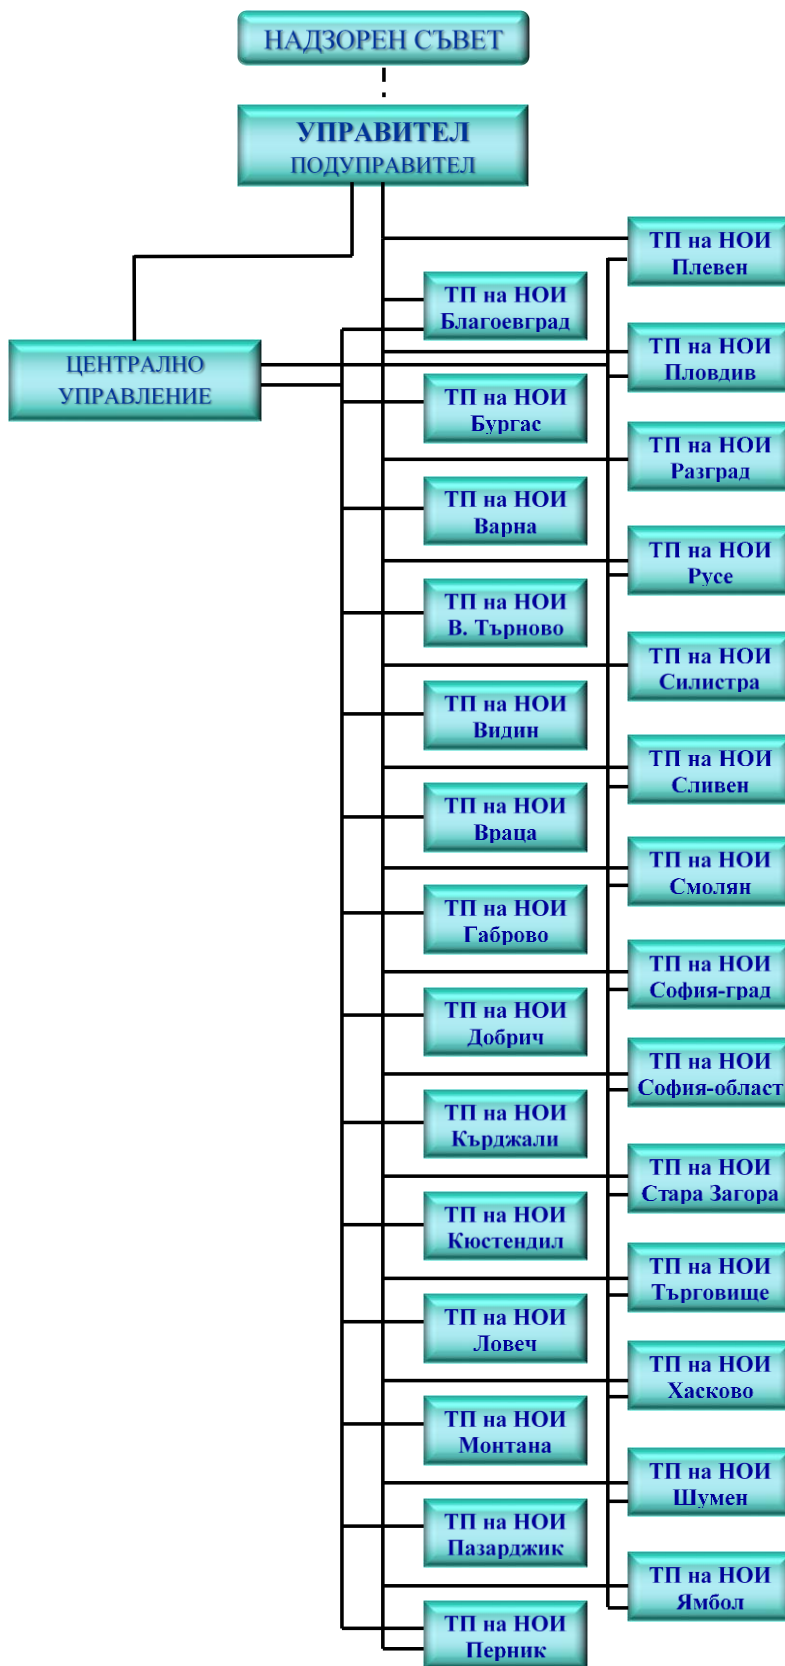 НАДЗОРЕН СЪВЕТ
УПРАВИТЕЛ
ПОДУПРАВИТЕЛ
ЦЕНТРАЛНО
УПРАВЛЕНИЕ
ТП на НОИ
Благоевград
ТП на НОИ
Бургас
ТП на НОИ
Варна
ТП на НОИ
В. Търново
ТП на НОИ
Видин
ТП на НОИ
Враца
ТП на НОИ
Габрово
ТП на НОИ
Добрич
ТП на НОИ
Кърджали
ТП на НОИ
Кюстендил
ТП на НОИ
Ловеч
ТП на НОИ
Монтана
ТП на НОИ
Пазарджик
ТП на НОИ
Перник
ТП на НОИ
Плевен
ТП на НОИ
Пловдив
ТП на НОИ
Разград
ТП на НОИ
Русе
ТП на НОИ
Силистра
ТП на НОИ
Сливен
ТП на НОИ
Смолян
ТП на НОИ
София-град
ТП на НОИ
София-област
ТП на НОИ
Стара Загора
ТП на НОИ
Търговище
ТП на НОИ
Хасково
ТП на НОИ
Шумен
ТП на НОИ
Ямбол